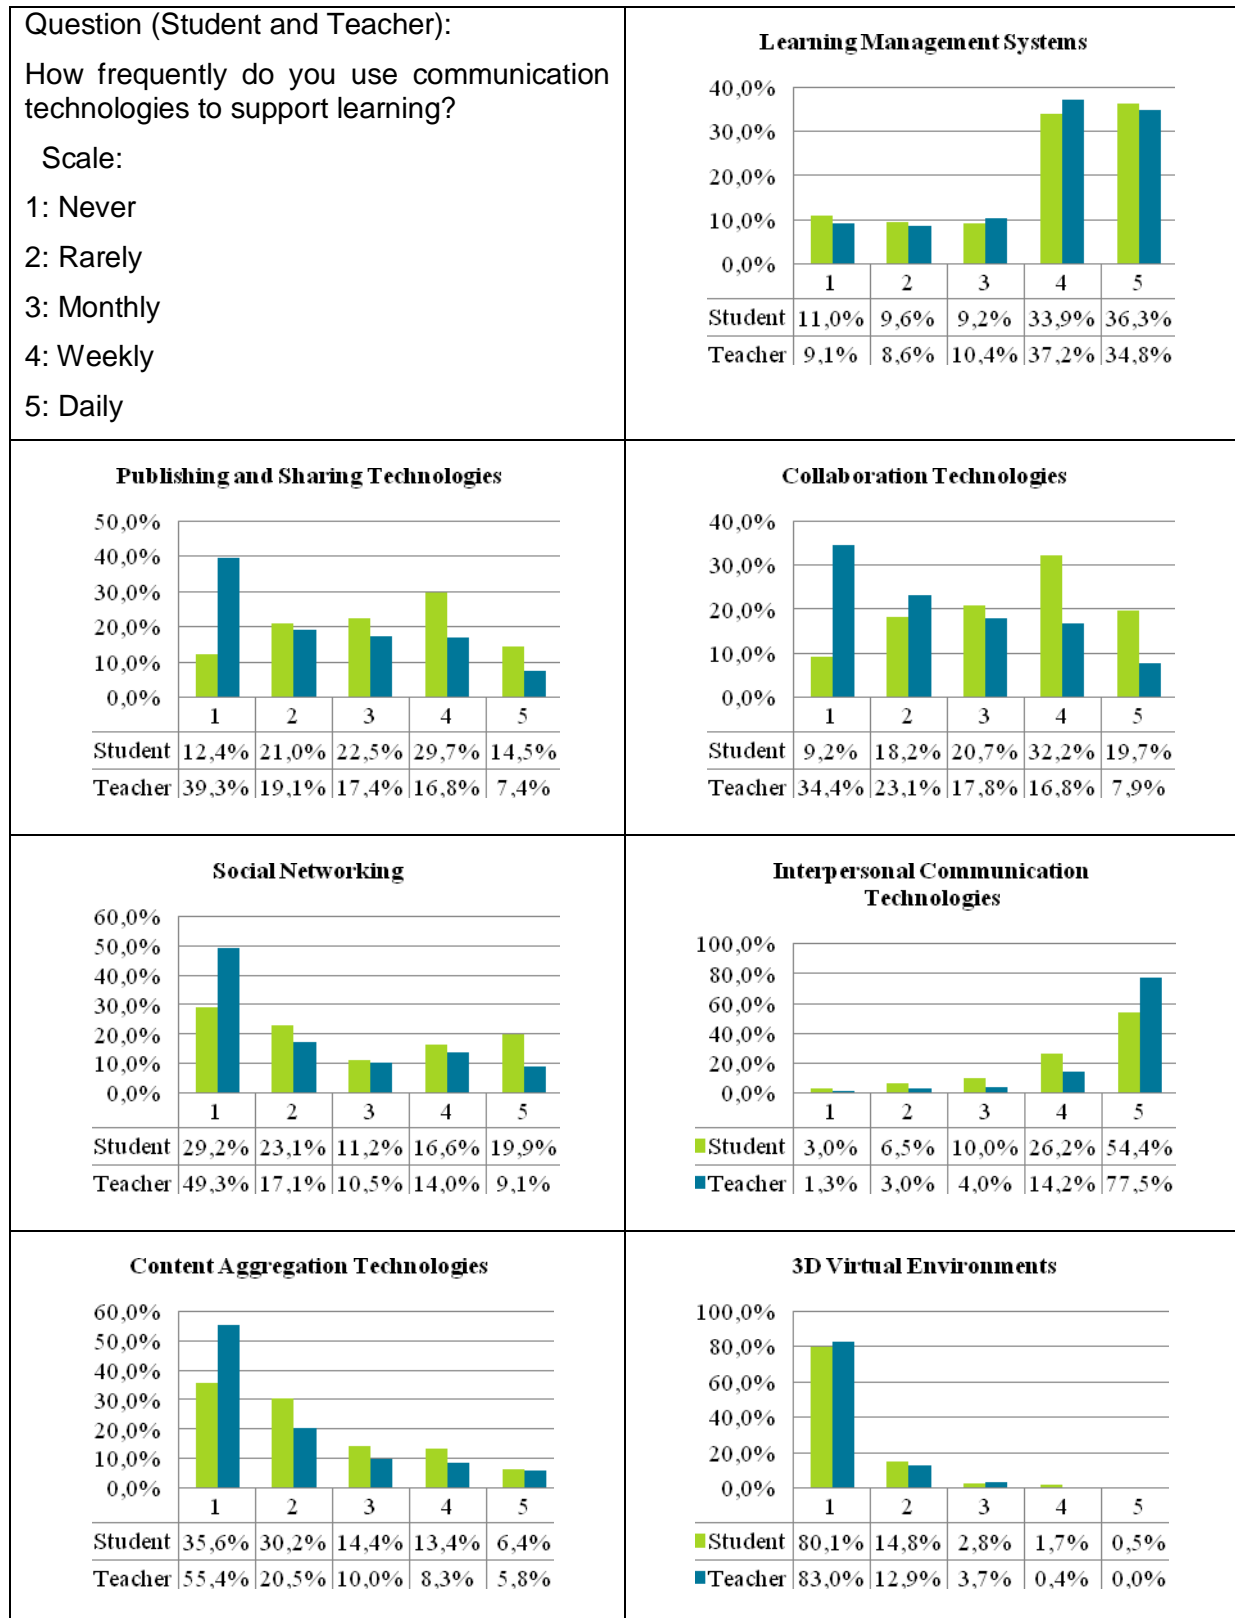 Question (Student and Teacher):
How frequently do you use communication
technologies to support learning?
Scale:
1: Never
2: Rarely
3: Monthly
4: Weekly
5: Daily
Learning Management Systems
40,0%
30,0%
20,0%
10,0%
0,0%
1 2 3 4 5
Student 11,0% 9,6% 9,2% 33,9% 36,3%
Teacher 9,1% 8,6% 10,4% 37,2% 34,8%
Publishing and Sharing Technologies
50,0%
40,0%
30,0%
20,0%
10,0%
0,0%
1 2 3 4 5
Student 12,4% 21,0% 22,5% 29,7% 14,5%
Teacher 39,3% 19,1% 17,4% 16,8% 7,4%
Collaboration Technologies
40,0%
30,0%
20,0%
10,0%
0,0%
1 2 3 4 5
Student 9,2% 18,2% 20,7% 32,2% 19,7%
Teacher 34,4% 23,1% 17,8% 16,8% 7,9%
Social Networking
60,0%
50,0%
40,0%
30,0%
20,0%
10,0%
0,0%
1 2 3 4 5
Student 29,2% 23,1% 11,2% 16,6% 19,9%
Teacher 49,3% 17,1% 10,5% 14,0% 9,1%
Interpersonal Communication
Technologies
100,0%
80,0%
60,0%
40,0%
20,0%
0,0%
1 2 3 4 5
Student 3,0% 6,5% 10,0% 26,2% 54,4%
Teacher 1,3% 3,0% 4,0% 14,2% 77,5%
Content Aggregation Technologies
60,0%
50,0%
40,0%
30,0%
20,0%
10,0%
0,0%
1 2 3 4 5
Student 35,6% 30,2% 14,4% 13,4% 6,4%
Teacher 55,4% 20,5% 10,0% 8,3% 5,8%
3D Virtual Environments
100,0%
80,0%
60,0%
40,0%
20,0%
0,0%
1 2 3 4 5
Student 80,1% 14,8% 2,8% 1,7% 0,5%
Teacher 83,0% 12,9% 3,7% 0,4% 0,0%